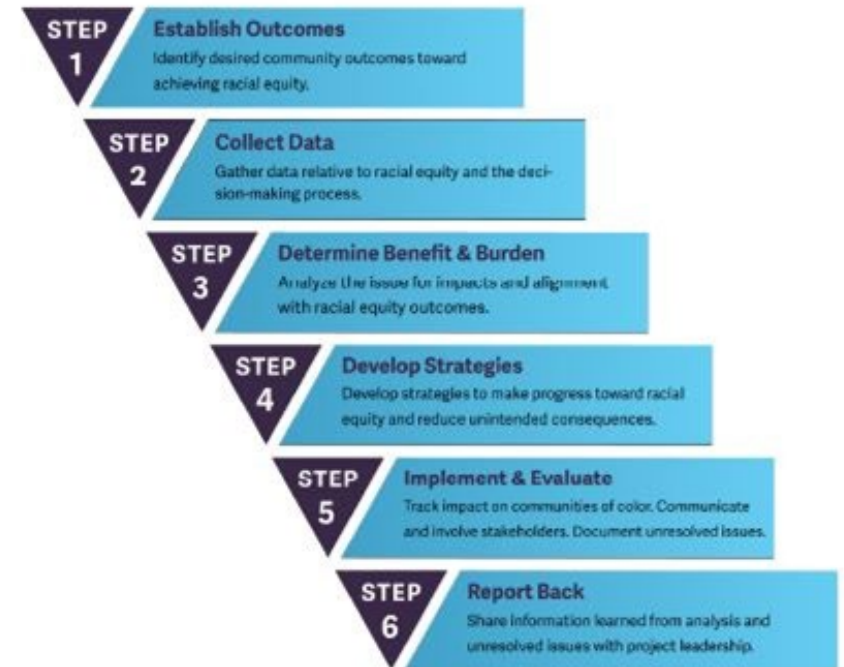 STEP
1
Establish Outcomes
Identify desired community outcomes toward
achieving racial equity.
STEP
2
Collect Data
Gather data relative to racial equity and the deci-
sion-making process.
STEP
3
Determine Benefit & Burden
Analyze the issue for impacts and alignment
with racial equity outcomes.
STEP
4
Develop Strategies
Develop strategies to make progress toward racial
equity and reduce unintended consequences.
STEP
5
Implement & Evaluate
Track impact on communities of color. Communicate
and involve stakeholders. Document unresolved issues.
STEP
6
Report Back
Share information learned from analysis and
unresolved issues with project leadership.